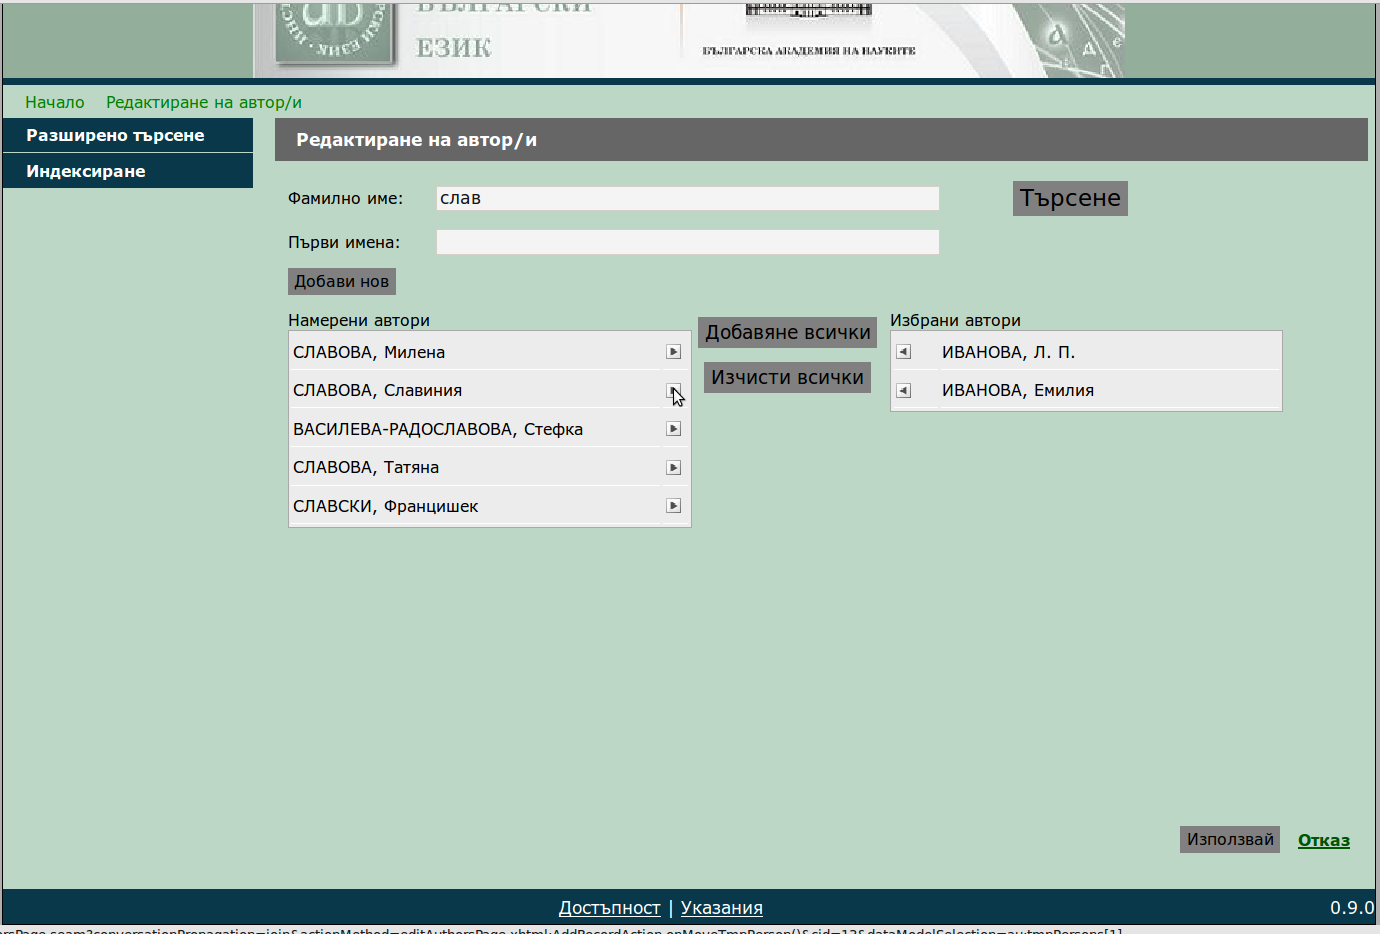 БЪЛГАРСКИ
ЕЗИК
БЪЛГАРСКА АКАДЕМИЯ НА НАУКИТЕ
Начало Редактиране на автор/и
Разширено търсене
Индексиране
Редактиране на автор/и
Фамилно име: слав Търсене
Първи имена:
Добави нов
Намерени автори
СЛАВОВА, Милена
СЛАВОВА, Славиния
ВАСИЛЕВА-РАДОСЛАВОВА, Стефка
СЛАВОВА, Татяна
СЛАВСКИ, Францишек
Добавяне всички
Изчисти всички
Избрани автори
ИВАНОВА, Л. П.
ИВАНОВА, Емилия
Използвай Отказ
Достъпност | Указания 0.9.0